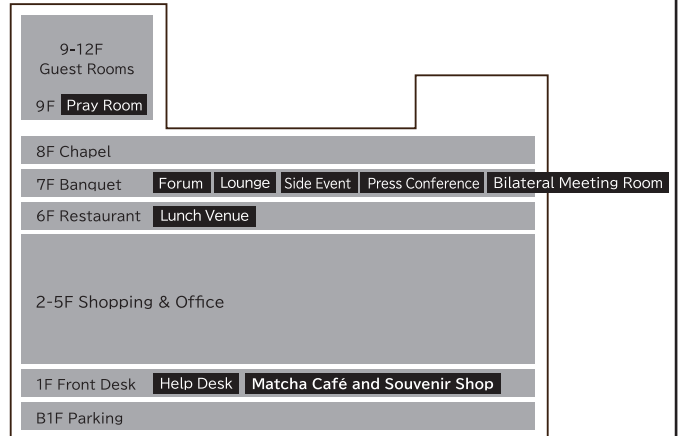 9-12F
Guest Rooms
9F Pray Room
8F Chapel
7F Banquet Forum Lounge Side Event Press Conference Bilateral Meeting Room
6F Restaurant Lunch Venue
2-5F Shopping & Office
1F Front Desk Help Desk Matcha Café and Souvenir Shop
B1F Parking